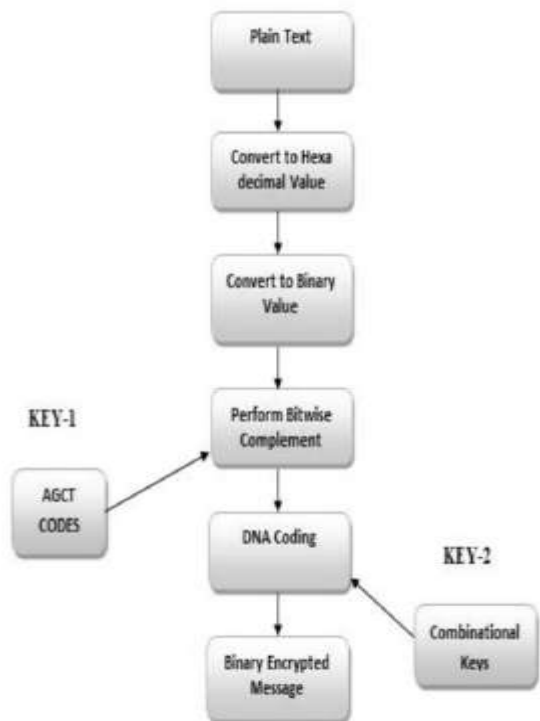 Plain Text
Convert to Hexa
decimal Value
Convert to Binary
Value
KEY-1
Perform Bitwise
Complement
AGCT
CODES
DNA Coding
KEY-2
Combinational
Keys
Binary Encrypted
Message